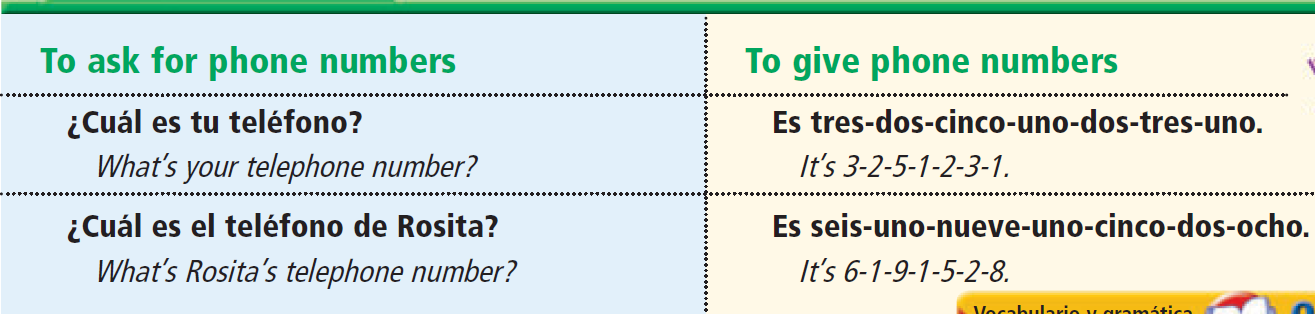 To ask for phone numbers
To give phone numbers
¿Cuál es tu teléfono?
What's your telephone number?
Es tres-dos-cinco-uno-dos-tres-uno.
It's 3-2-5-1-2-3-1.
¿Cuál es el teléfono de Rosita?
What's Rosita's telephone number?
Es seis-uno-nueve-uno-cinco-dos-ocho.
It's 6-1-9-1-5-2-8.
Vocabulario y gramática